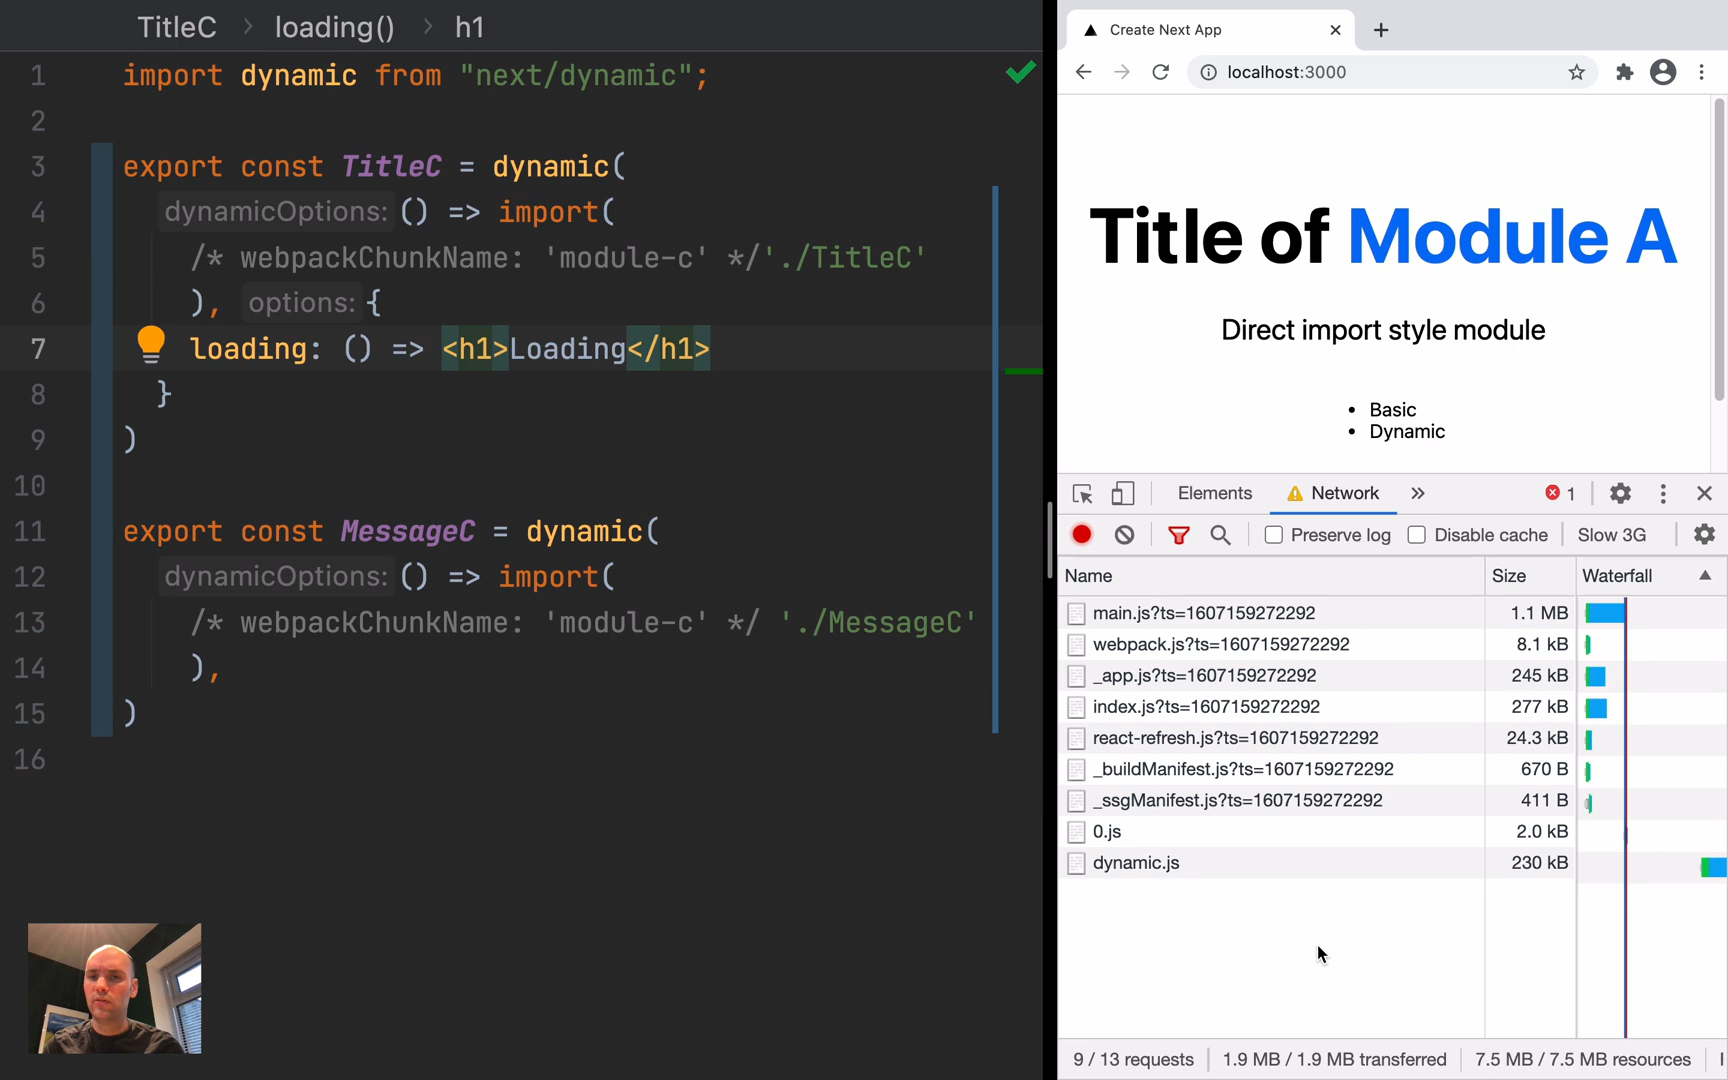 TitleC > loading() > h1
1 import dynamic from "next/dynamic";
2
3 export const TitleC = dynamic(
4 dynamicOptions: () => import(
5 /* webpackChunkName: 'module-c' */'./TitleC'
6 ), options: {
7 loading: () => <h1>Loading</h1>
8 }
9 )
10
11 export const MessageC = dynamic(
12 dynamicOptions: () => import(
13 /* webpackChunkName: 'module-c' */ './MessageC'
14 ),
15 )
16
Create Next App
localhost:3000
Title of Module A
Direct import style module
• Basic
• Dynamic
Elements Network » 1
Preserve log Disable cache Slow 3G
Name Size Waterfall
main.js?ts=1607159272292 1.1 MB
webpack.js?ts=1607159272292 8.1 kB
_app.js?ts=1607159272292 245 kB
index.js?ts=1607159272292 277 kB
react-refresh.js?ts=1607159272292 24.3 kB
_buildManifest.js?ts=1607159272292 670 B
_ssgManifest.js?ts=1607159272292 411 B
0.js 2.0 kB
dynamic.js 230 kB
9 / 13 requests 1.9 MB / 1.9 MB transferred 7.5 MB / 7.5 MB resources